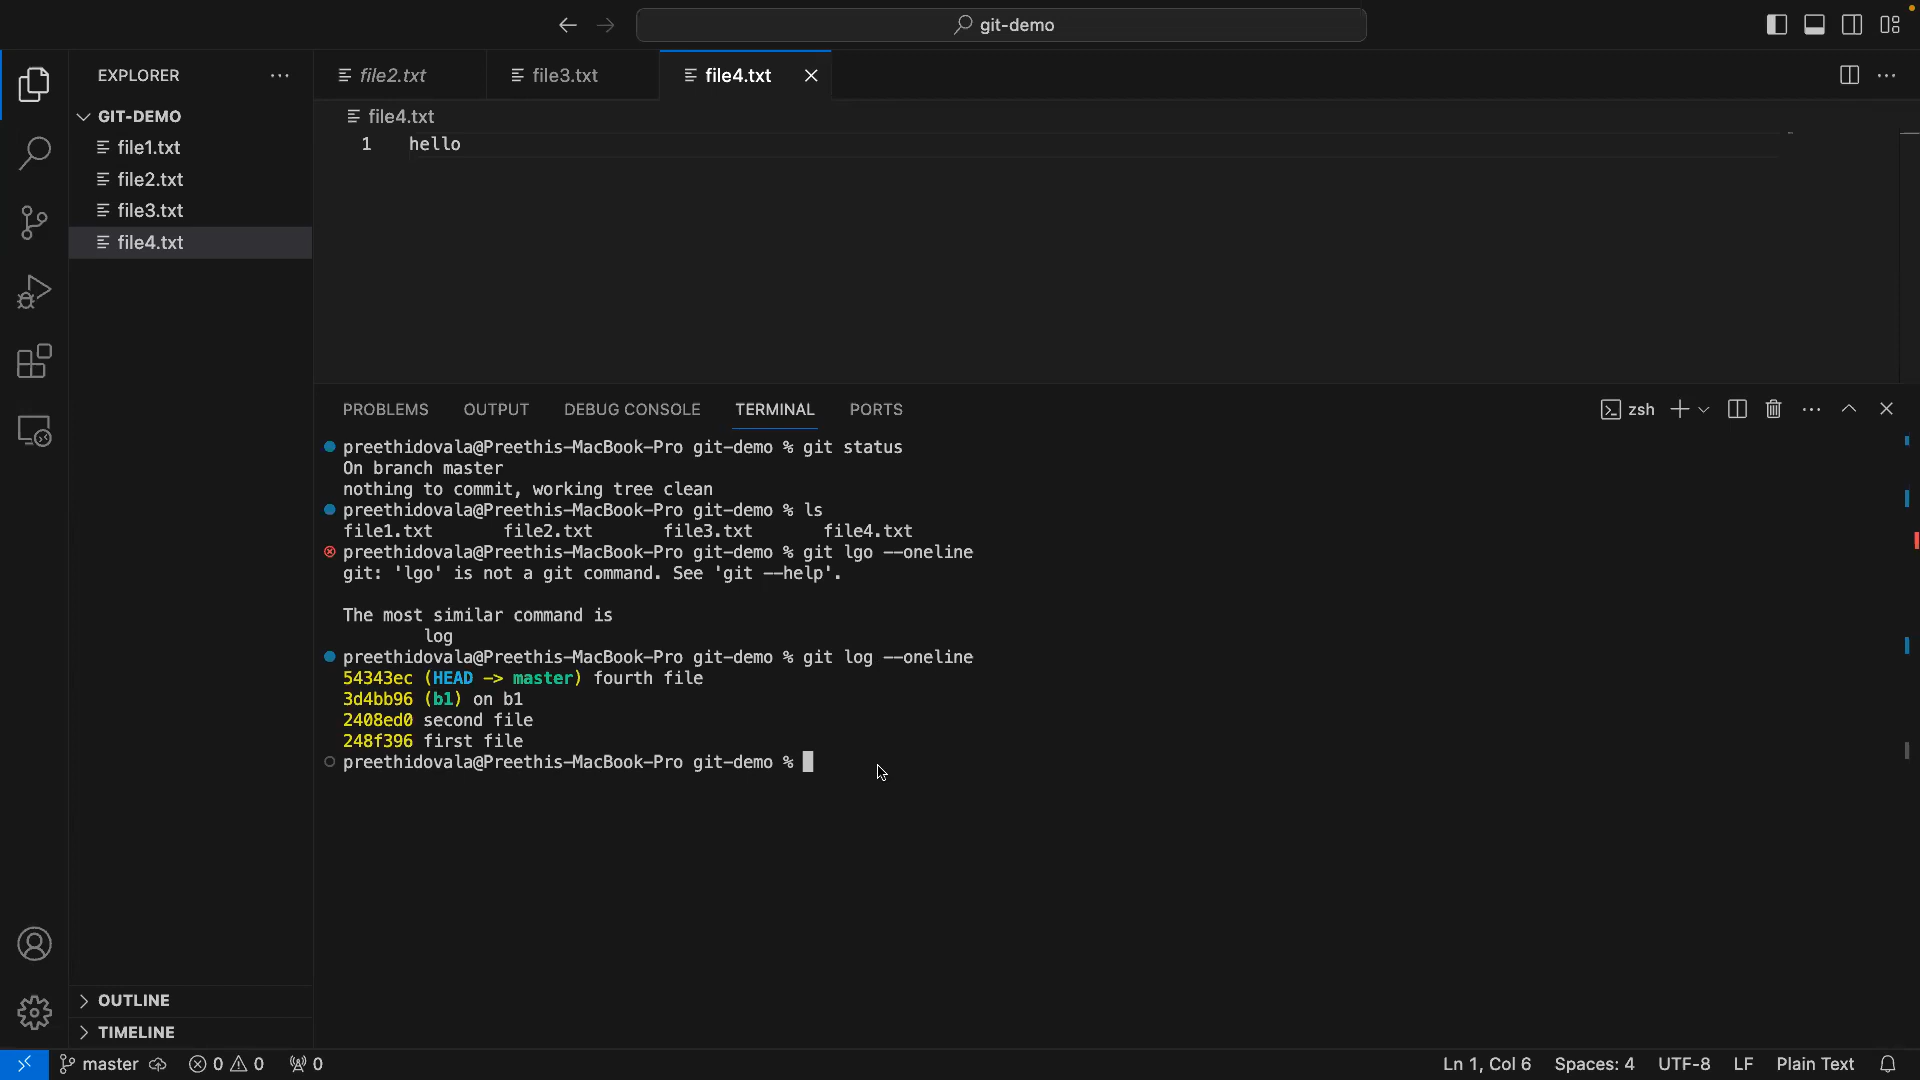 git-demo
EXPLORER
GIT-DEMO
file1.txt
file2.txt
file3.txt
file4.txt
OUTLINE
TIMELINE
file2.txt
file3.txt
file4.txt
file4.txt
1 hello
PROBLEMS OUTPUT DEBUG CONSOLE TERMINAL PORTS
zsh
preethidovala@Preethis-MacBook-Pro git-demo % git status
On branch master
nothing to commit, working tree clean
preethidovala@Preethis-MacBook-Pro git-demo % ls
file1.txt file2.txt file3.txt file4.txt
preethidovala@Preethis-MacBook-Pro git-demo % git lgo --oneline
git: 'lgo' is not a git command. See 'git --help'.
The most similar command is
log
preethidovala@Preethis-MacBook-Pro git-demo % git log --oneline
54343ec (HEAD -> master) fourth file
3d4bb96 (b1) on b1
2408ed0 second file
248f396 first file
preethidovala@Preethis-MacBook-Pro git-demo %
master 0 0 0 Ln 1, Col 6 Spaces: 4 UTF-8 LF Plain Text